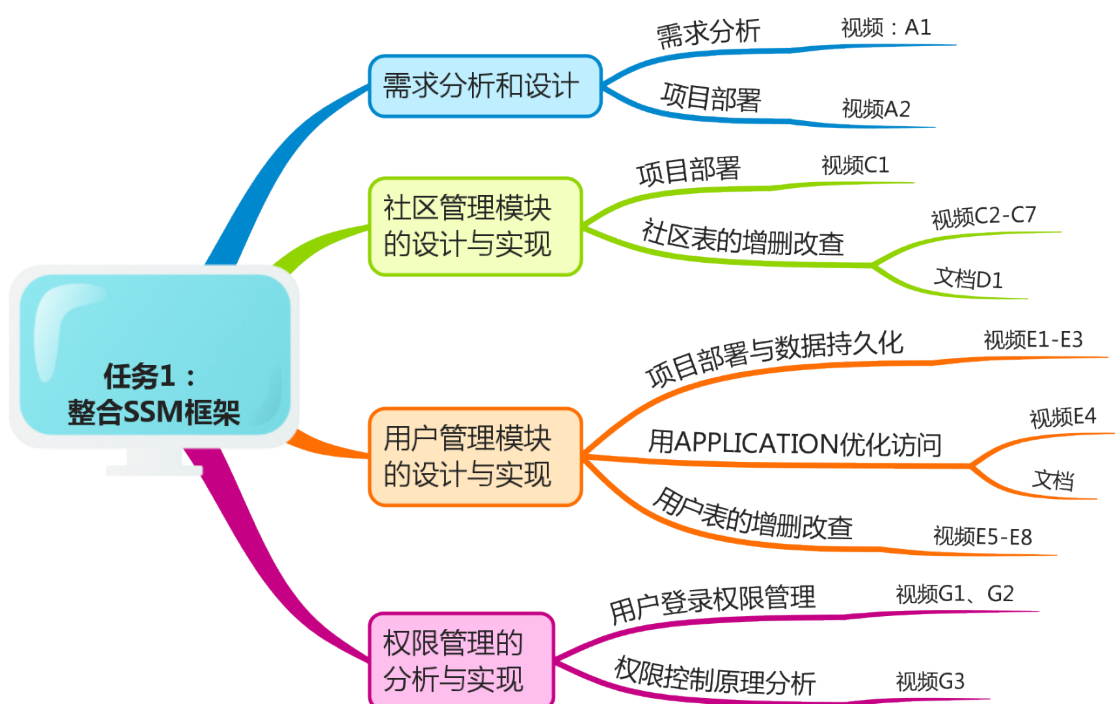 任务1：
整合SSM框架
需求分析和设计
需求分析
视频：A1
项目部署
视频A2
社区管理模块
的设计与实现
项目部署
视频C1
社区表的增删改查
视频C2-C7
文档D1
用户管理模块
的设计与实现
项目部署与数据持久化
视频E1-E3
用APPLICATION优化访问
视频E4
文档
用户表的增删改查
视频E5-E8
权限管理的
分析与实现
用户登录权限管理
视频G1、G2
权限控制原理分析
视频G3